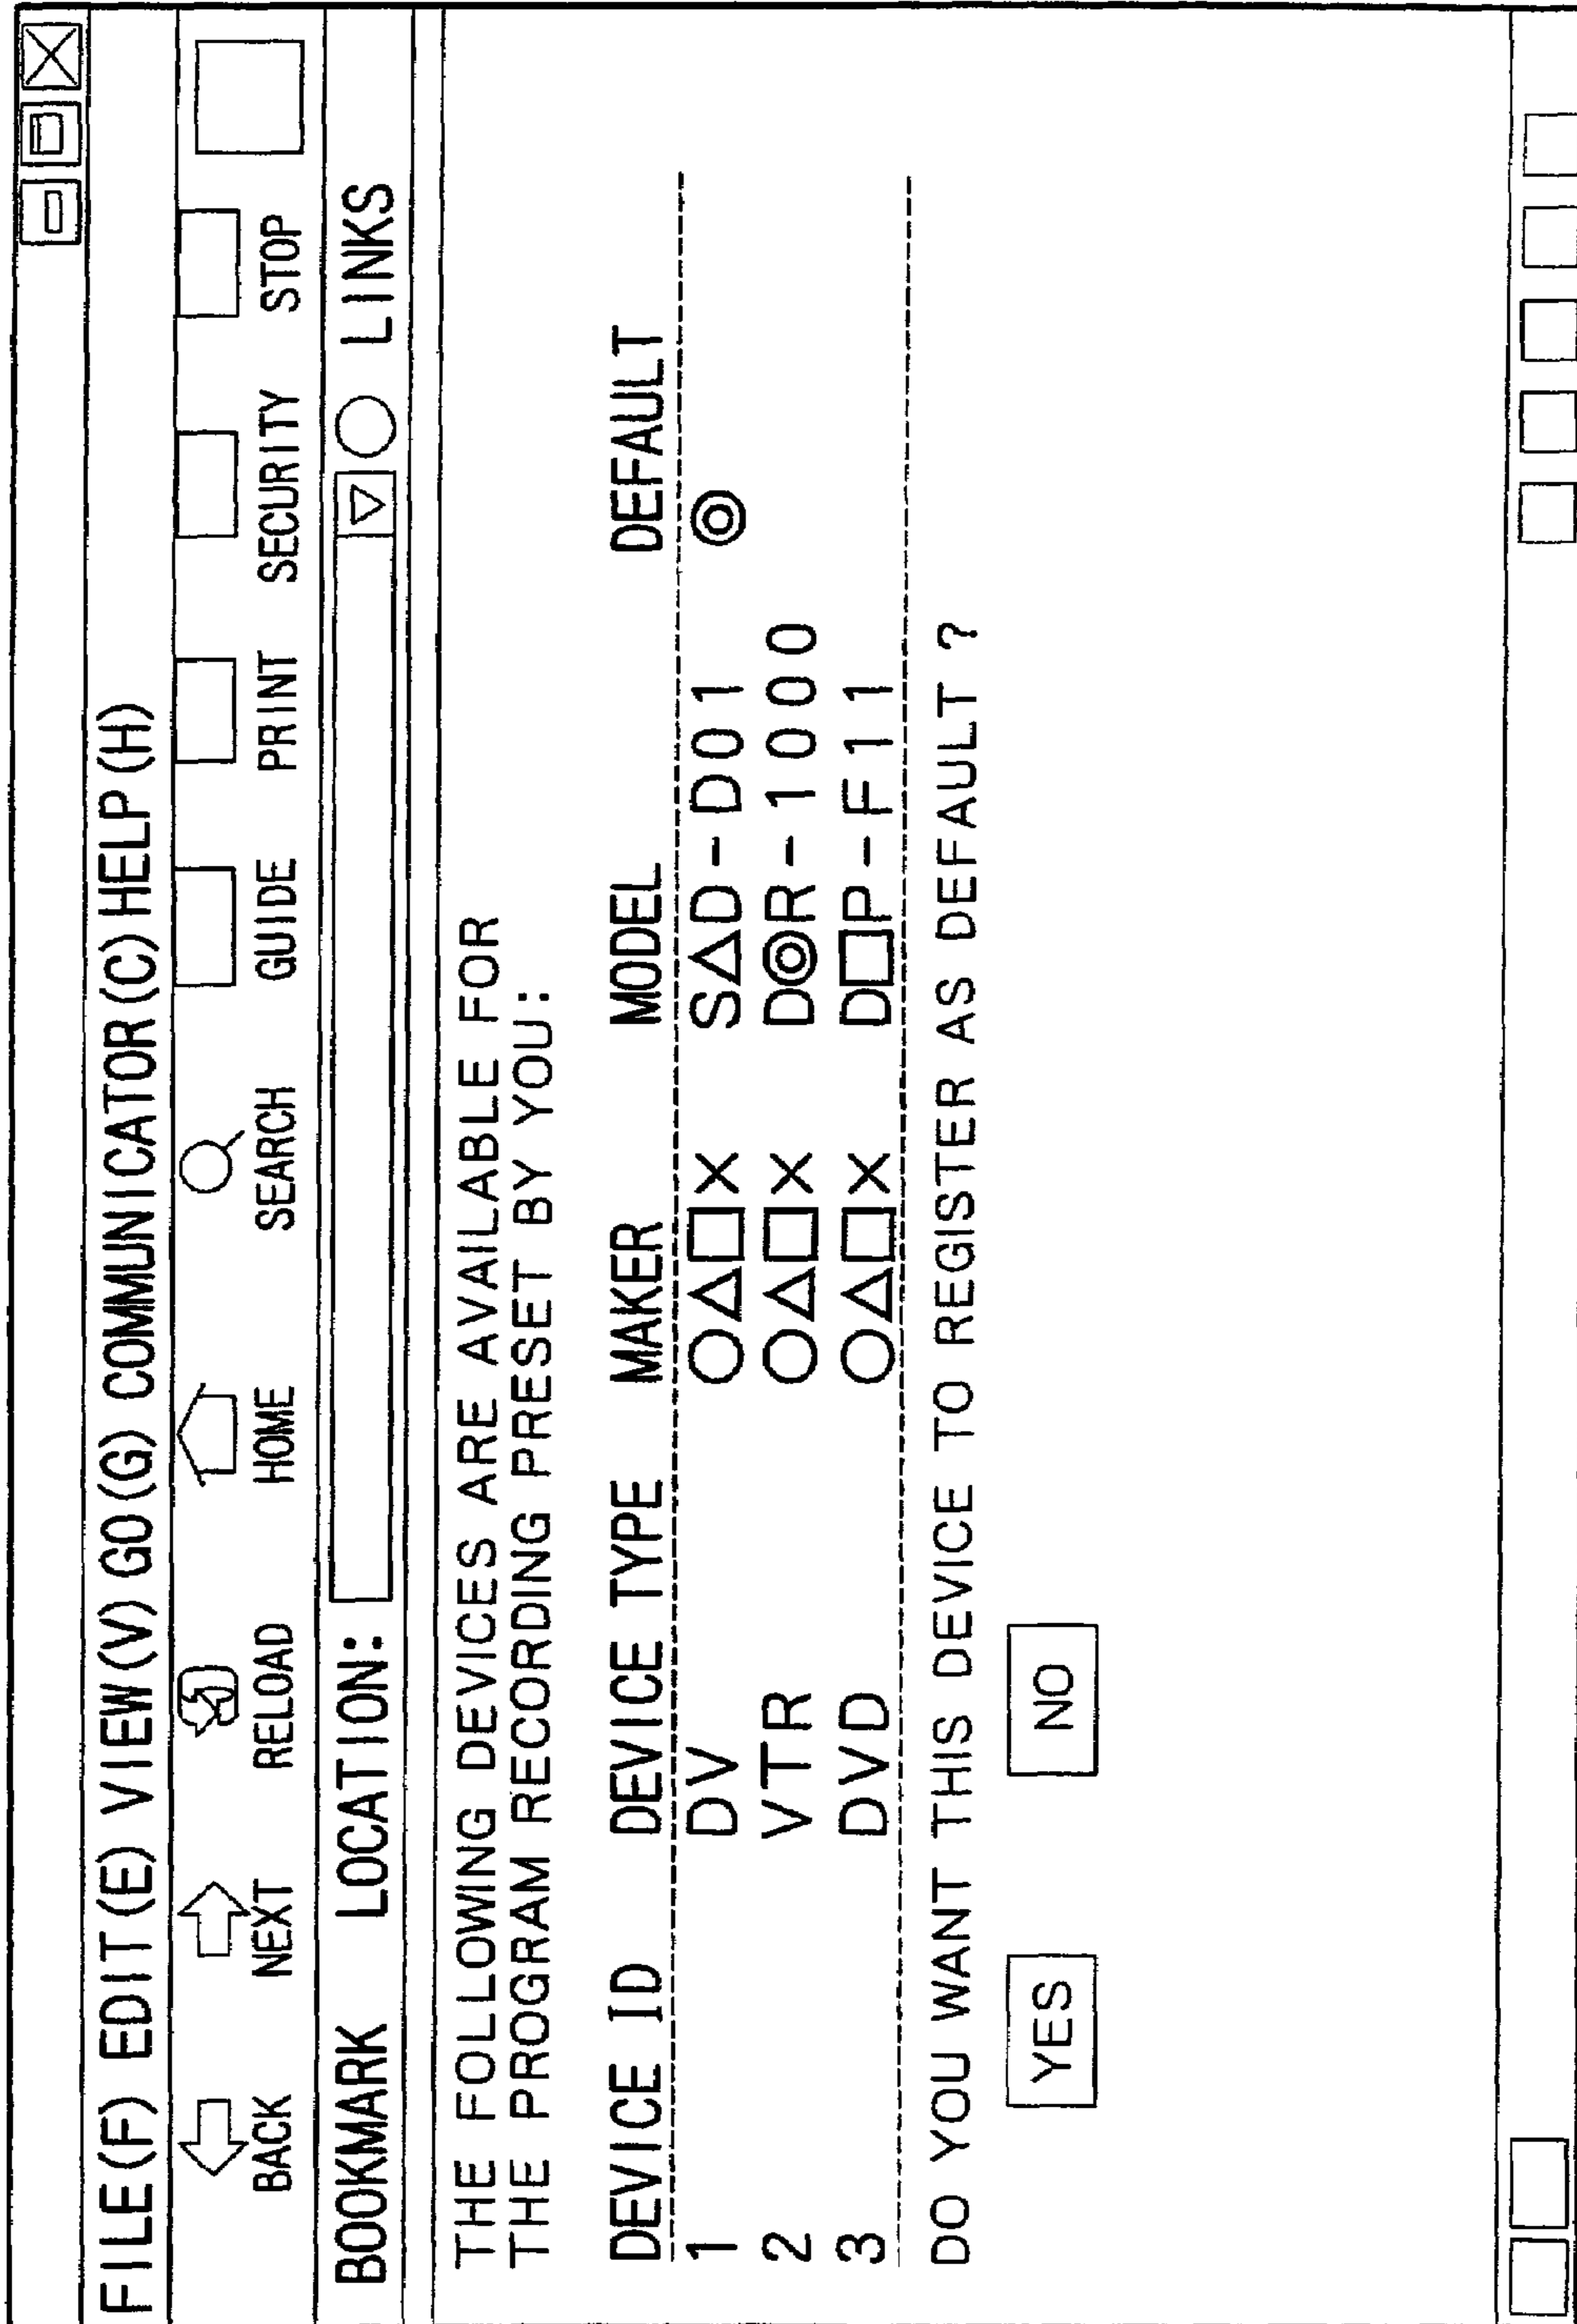 FILE(F) EDIT(E) VIEW(V) GO(G) COMMUNICATOR(C) HELP(H)
BACK NEXT RELOAD HOME SEARCH GUIDE PRINT SECURITY STOP
BOOKMARK LOCATION: LINKS
THE FOLLOWING DEVICES ARE AVAILABLE FOR
THE PROGRAM RECORDING PRESET BY YOU:
DEVICE ID DEVICE TYPE MAKER MODEL DEFAULT
1 DV ○△□× S△D-D01 ◎
2 VTR ○△□× D◎R-1000
3 DVD ○△□× D□P-F11
DO YOU WANT THIS DEVICE TO REGISTER AS DEFAULT ?
YES NO